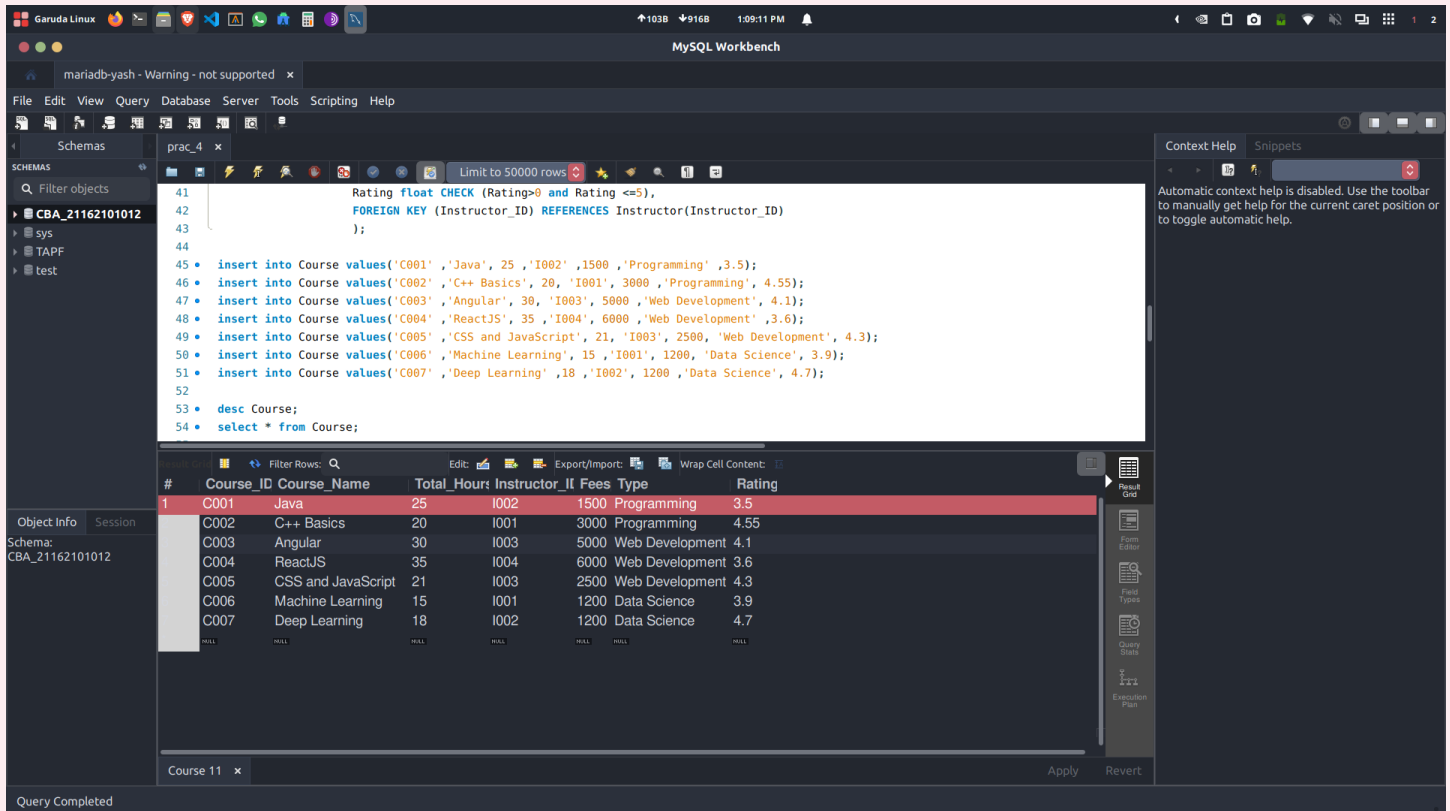 Garuda Linux
103B 916B
1:09:11 PM
1 2
MySQL Workbench
mariadb-yash - Warning - not supported ×
File Edit View Query Database Server Tools Scripting Help
Schemas
prac_4 ×
Context Help Snippets
SCHEMAS
Limit to 50000 rows
Filter objects
CBA_21162101012
sys
TAPF
test
Automatic context help is disabled. Use the toolbar
to manually get help for the current caret position or
to toggle automatic help.
41 Rating float CHECK (Rating>0 and Rating <=5),
42 FOREIGN KEY (Instructor_ID) REFERENCES Instructor(Instructor_ID)
43 );
44
45 insert into Course values('C001' ,'Java', 25 ,'I002' ,1500 ,'Programming' ,3.5);
46 insert into Course values('C002' ,'C++ Basics', 20, 'I001', 3000 ,'Programming', 4.55);
47 insert into Course values('C003' ,'Angular', 30, 'I003', 5000 ,'Web Development', 4.1);
48 insert into Course values('C004' ,'ReactJS', 35 ,'I004', 6000 ,'Web Development' ,3.6);
49 insert into Course values('C005' ,'CSS and JavaScript', 21, 'I003', 2500, 'Web Development', 4.3);
50 insert into Course values('C006' ,'Machine Learning', 15 ,'I001', 1200, 'Data Science', 3.9);
51 insert into Course values('C007' ,'Deep Learning' ,18 ,'I002', 1200 ,'Data Science', 4.7);
52
53 desc Course;
54 select * from Course;
Result Grid Filter Rows: Edit: Export/Import: Wrap Cell Content:
# Course_ID Course_Name Total_Hours Instructor_ID Fees Type Rating
1 C001 Java 25 I002 1500 Programming 3.5
C002 C++ Basics 20 I001 3000 Programming 4.55
C003 Angular 30 I003 5000 Web Development 4.1
C004 ReactJS 35 I004 6000 Web Development 3.6
C005 CSS and JavaScript 21 I003 2500 Web Development 4.3
C006 Machine Learning 15 I001 1200 Data Science 3.9
C007 Deep Learning 18 I002 1200 Data Science 4.7
NULL NULL NULL NULL NULL NULL NULL
Result
Grid
Form
Editor
Field
Types
Query
Stats
Execution
Plan
Object Info Session
Schema:
CBA_21162101012
Course 11 ×
Apply Revert
Query Completed